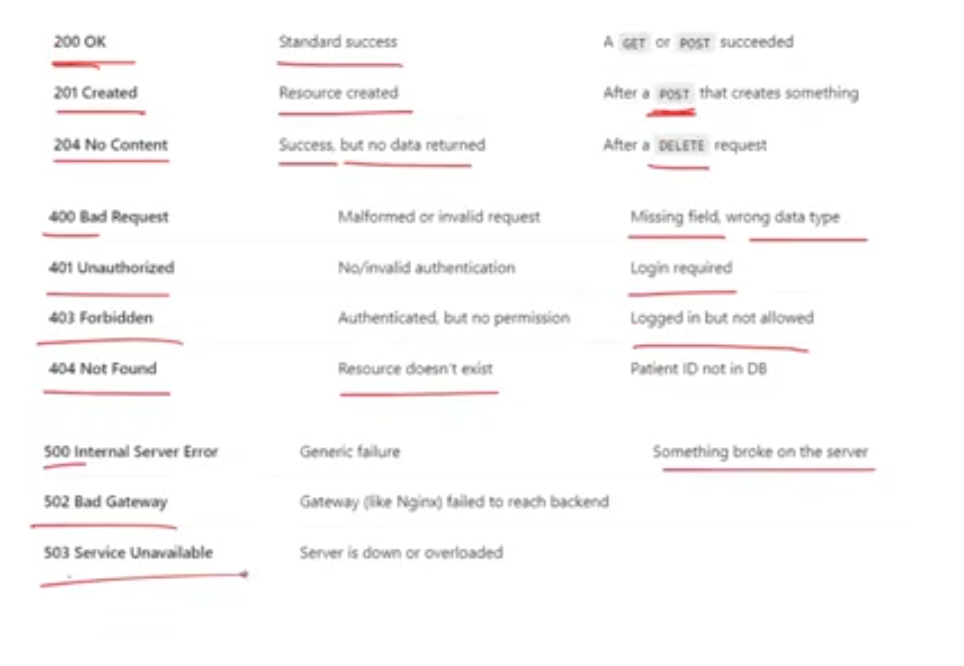 200 OK Standard success A GET or POST succeeded
201 Created Resource created After a POST that creates something
204 No Content Success, but no data returned After a DELETE request
400 Bad Request Malformed or invalid request Missing field, wrong data type
401 Unauthorized No/invalid authentication Login required
403 Forbidden Authenticated, but no permission Logged in but not allowed
404 Not Found Resource doesn't exist Patient ID not in DB
500 Internal Server Error Generic failure Something broke on the server
502 Bad Gateway Gateway (like Nginx) failed to reach backend
503 Service Unavailable Server is down or overloaded